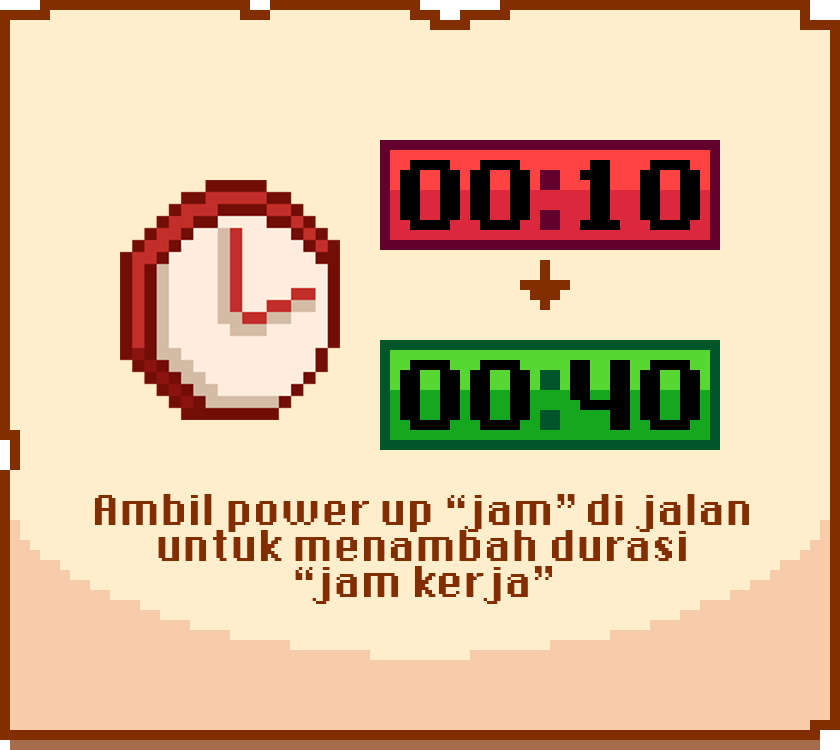 00:10
00:40
Ambil power up “jam” di jalan
untuk menambah durasi
“jam kerja”